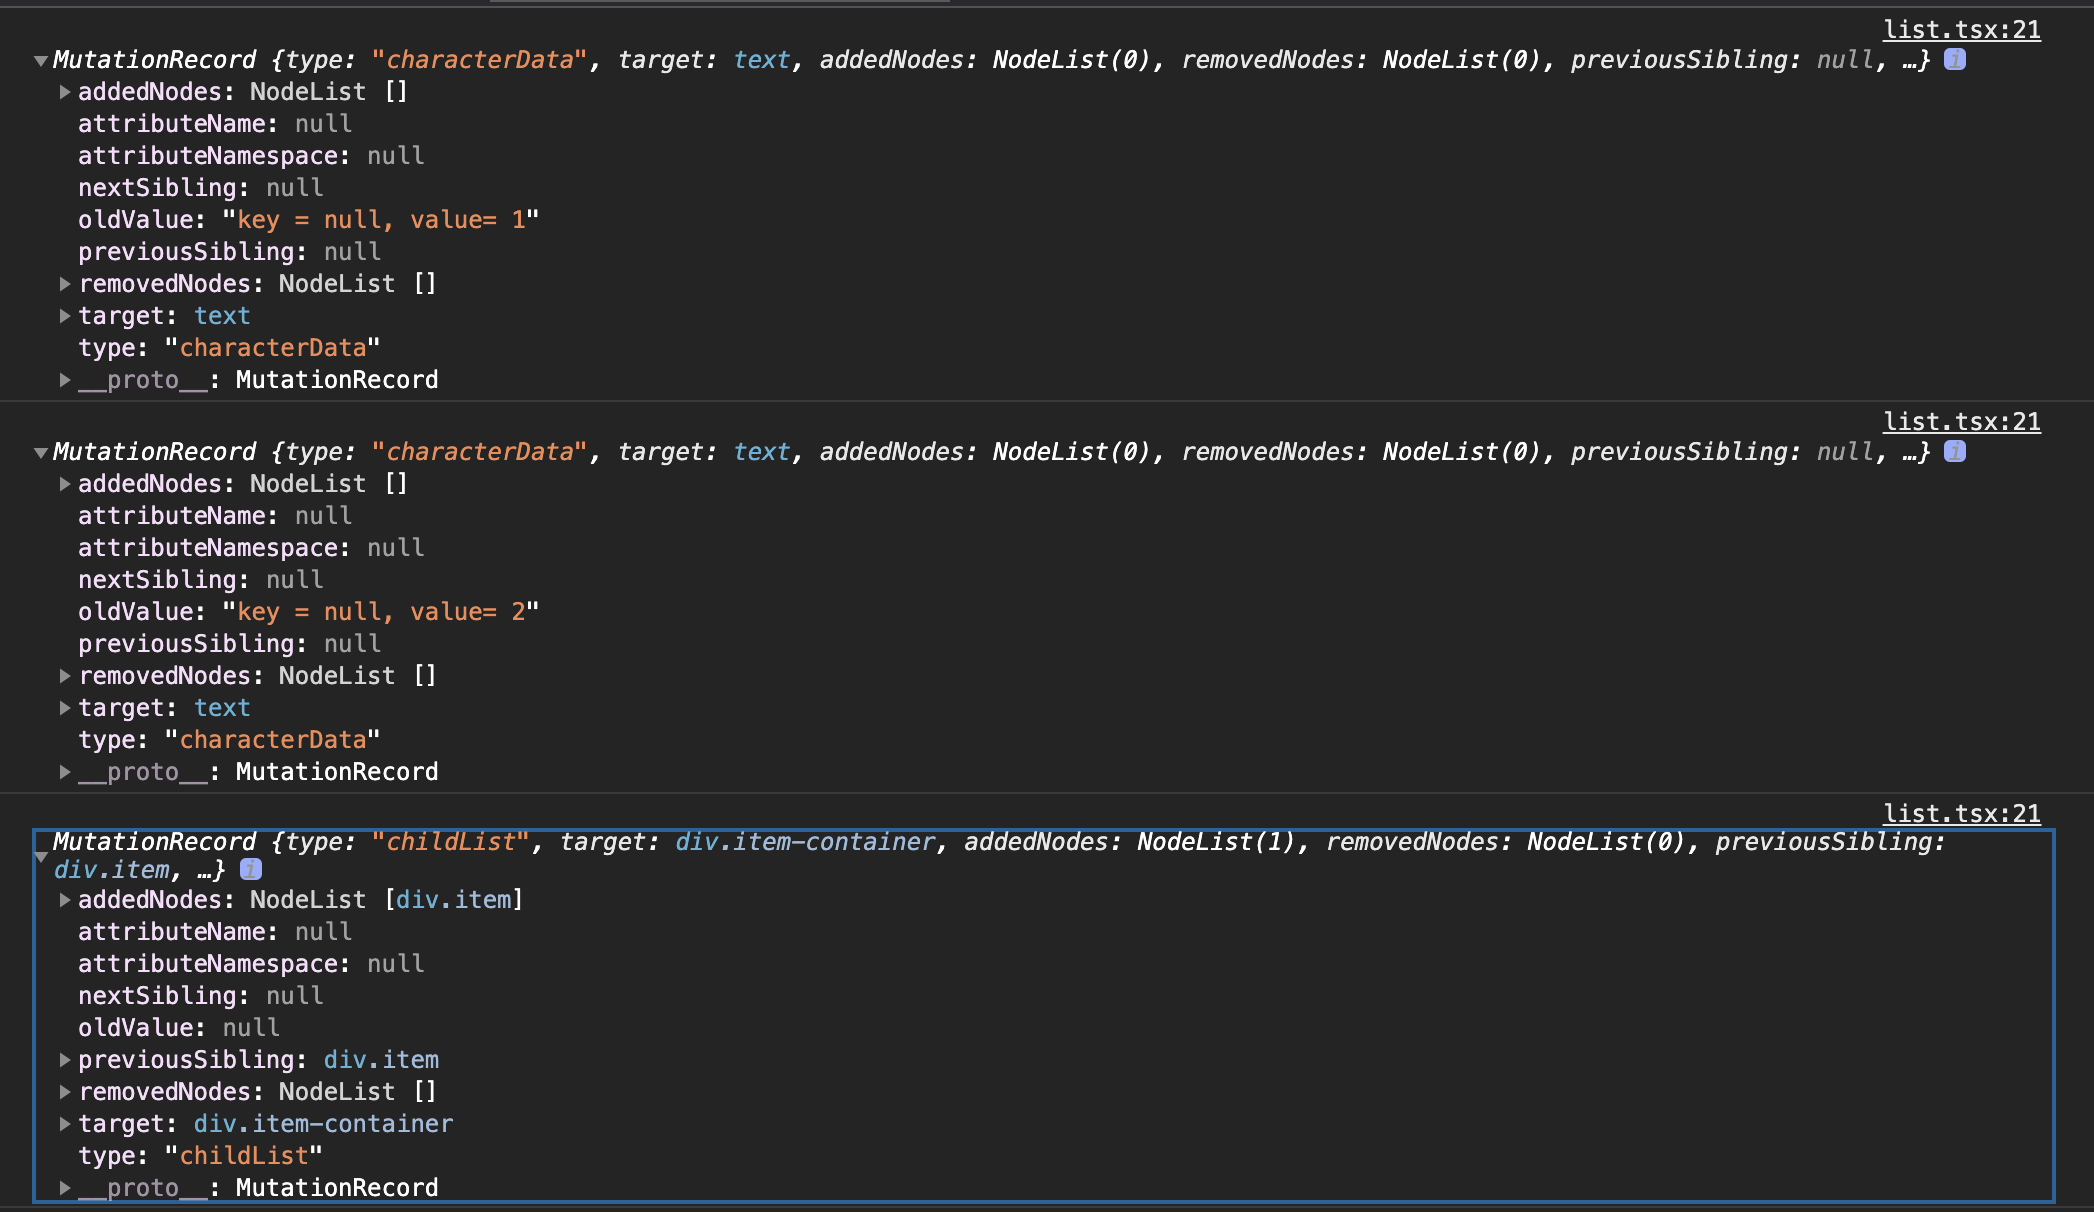 list.tsx:21
▼MutationRecord {type: "characterData", target: text, addedNodes: NodeList(0), removedNodes: NodeList(0), previousSibling: null, …} i
▶addedNodes: NodeList []
attributeName: null
attributeNamespace: null
nextSibling: null
oldValue: "key = null, value= 1"
previousSibling: null
▶removedNodes: NodeList []
▶target: text
type: "characterData"
▶__proto__: MutationRecord
list.tsx:21
▼MutationRecord {type: "characterData", target: text, addedNodes: NodeList(0), removedNodes: NodeList(0), previousSibling: null, …} i
▶addedNodes: NodeList []
attributeName: null
attributeNamespace: null
nextSibling: null
oldValue: "key = null, value= 2"
previousSibling: null
▶removedNodes: NodeList []
▶target: text
type: "characterData"
▶__proto__: MutationRecord
list.tsx:21
▼MutationRecord {type: "childList", target: div.item-container, addedNodes: NodeList(1), removedNodes: NodeList(0), previousSibling:
div.item, …} i
▶addedNodes: NodeList [div.item]
attributeName: null
attributeNamespace: null
nextSibling: null
oldValue: null
▶previousSibling: div.item
▶removedNodes: NodeList []
▶target: div.item-container
type: "childList"
▶__proto__: MutationRecord